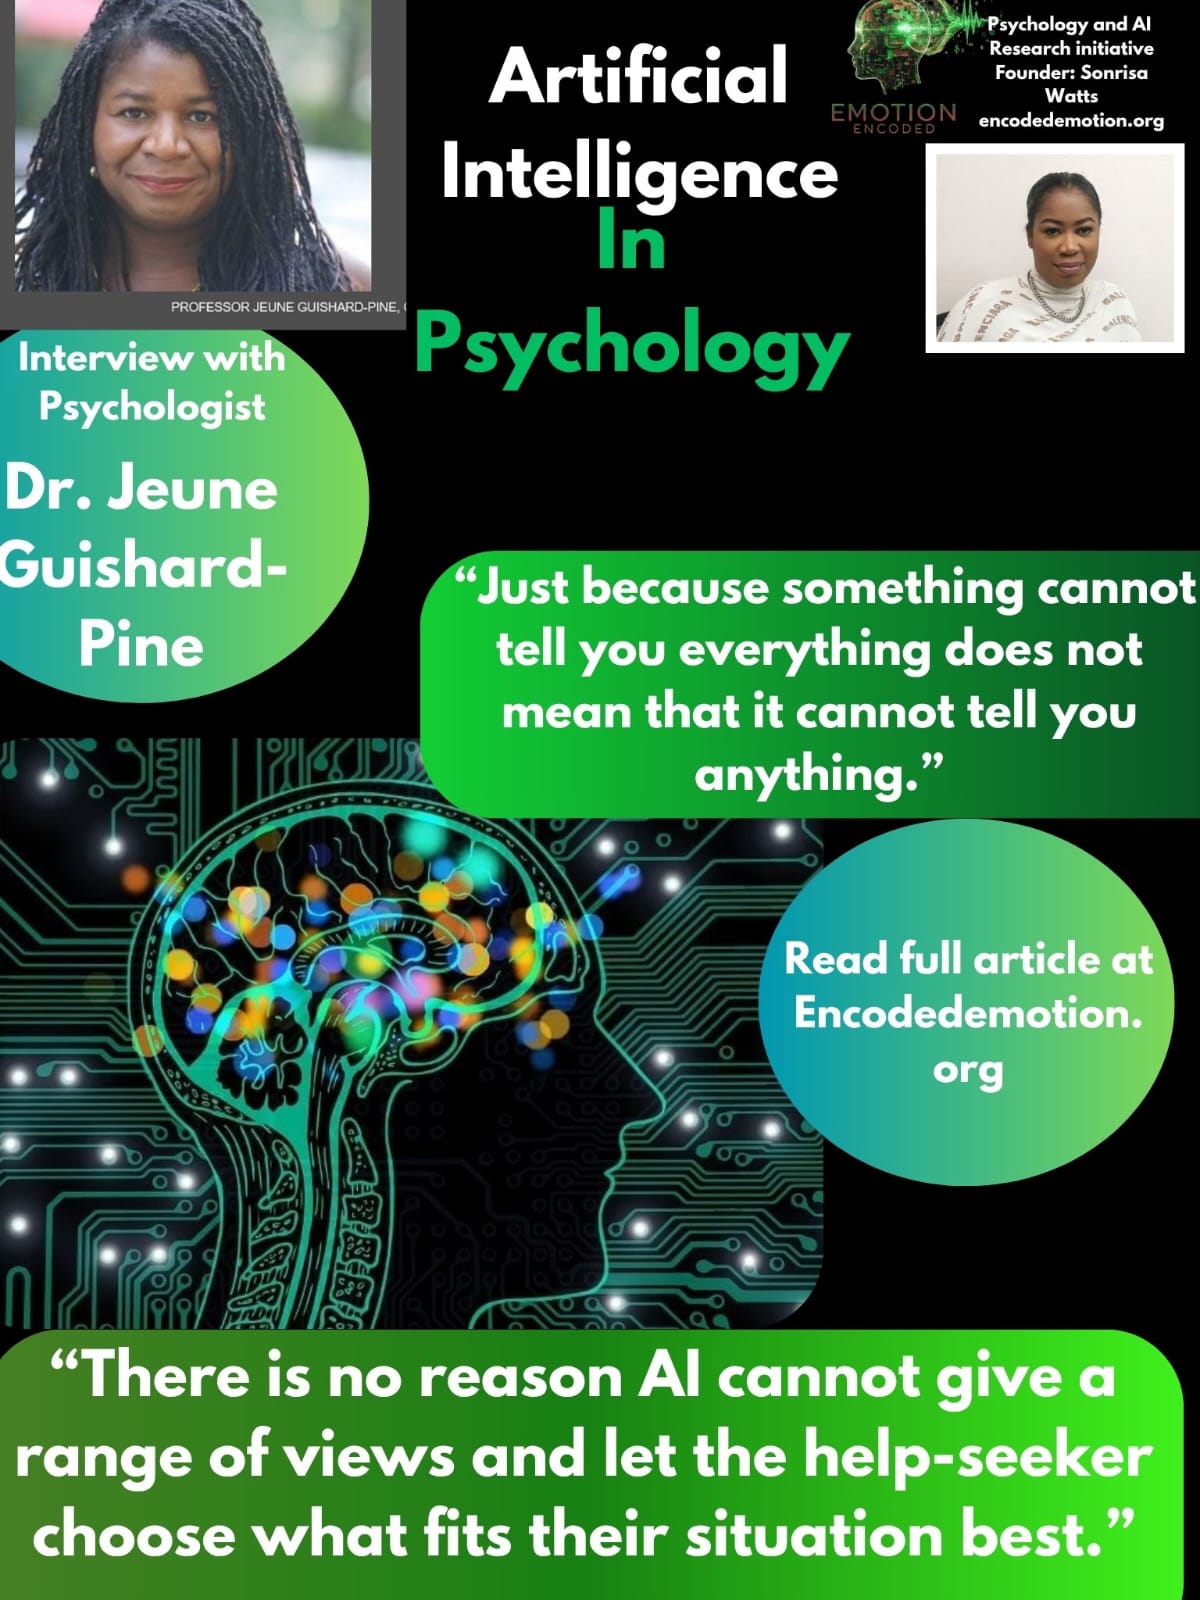 Artificial
Intelligence
In
Psychology
EMOTION
ENCODED
Psychology and AI
Research initiative
Founder: Sonrisa
Watts
encodedemotion.org
PROFESSOR JEUNE GUISHARD-PINE,
Interview with
Psychologist
Dr. Jeune
Guishard-
Pine
“Just because something cannot
tell you everything does not
mean that it cannot tell you
anything.”
Read full article at
Encodedemotion.
org
“There is no reason AI cannot give a
range of views and let the help-seeker
choose what fits their situation best.”